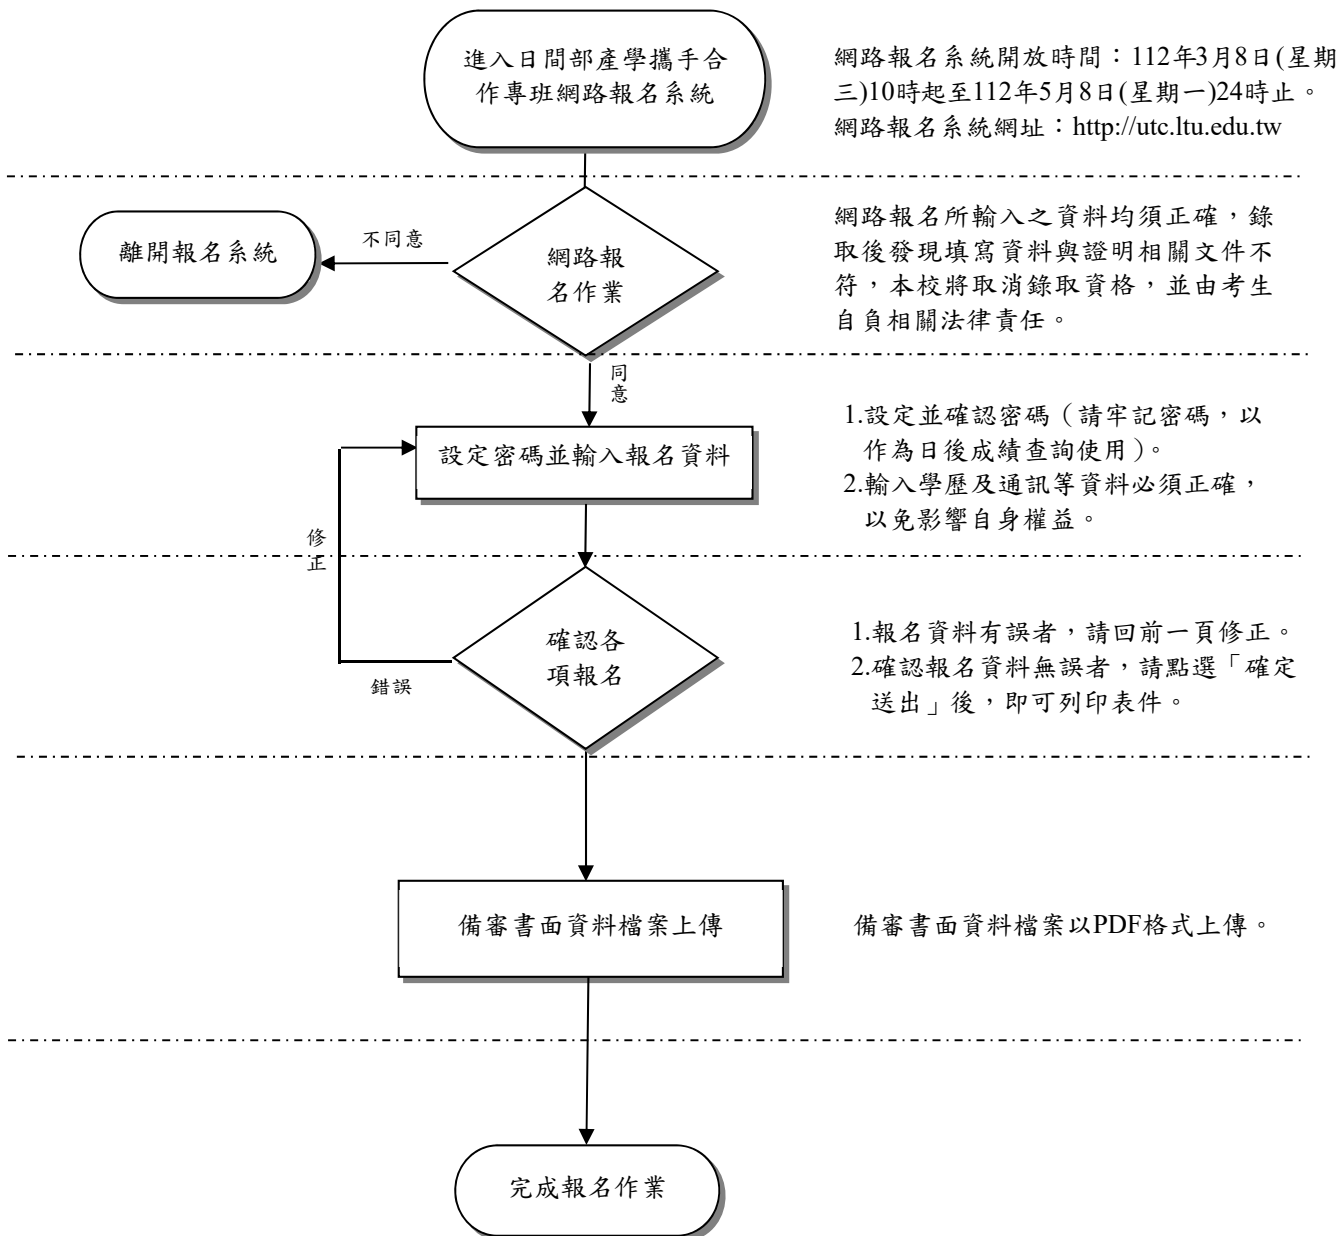 進入日間部產學攜手合
作專班網路報名系統
網路報名系統開放時間：112年3月8日(星期
三)10時起至112年5月8日(星期一)24時止。
網路報名系統網址：http://utc.ltu.edu.tw
離開報名系統
不同意
網路報
名作業
網路報名所輸入之資料均須正確，錄
取後發現填寫資料與證明相關文件不
符，本校將取消錄取資格，並由考生
自負相關法律責任。
同
意
設定密碼並輸入報名資料
1.設定並確認密碼（請牢記密碼，以
作為日後成績查詢使用）。
2.輸入學歷及通訊等資料必須正確，
以免影響自身權益。
修
正
確認各
項報名
錯誤
1.報名資料有誤者，請回前一頁修正。
2.確認報名資料無誤者，請點選「確定
送出」後，即可列印表件。
備審書面資料檔案上傳
備審書面資料檔案以PDF格式上傳。
完成報名作業